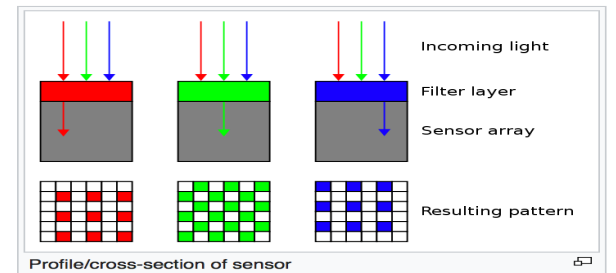 Incoming light
Filter layer
Sensor array
Resulting pattern
Profile/cross-section of sensor